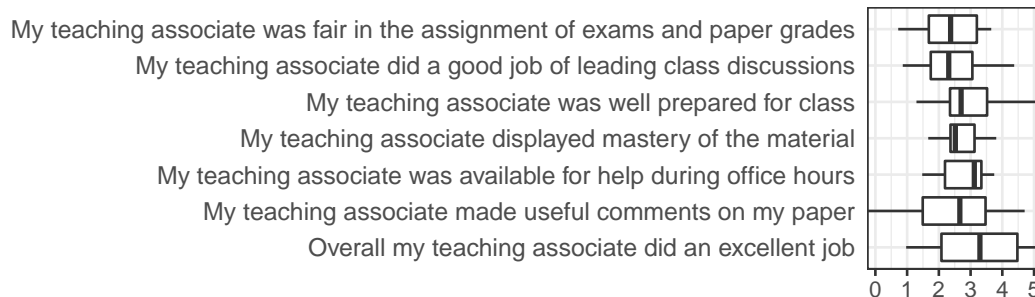 My teaching associate was fair in the assignment of exams and paper grades
My teaching associate did a good job of leading class discussions
My teaching associate was well prepared for class
My teaching associate displayed mastery of the material
My teaching associate was available for help during office hours
My teaching associate made useful comments on my paper
Overall my teaching associate did an excellent job
0 1 2 3 4 5